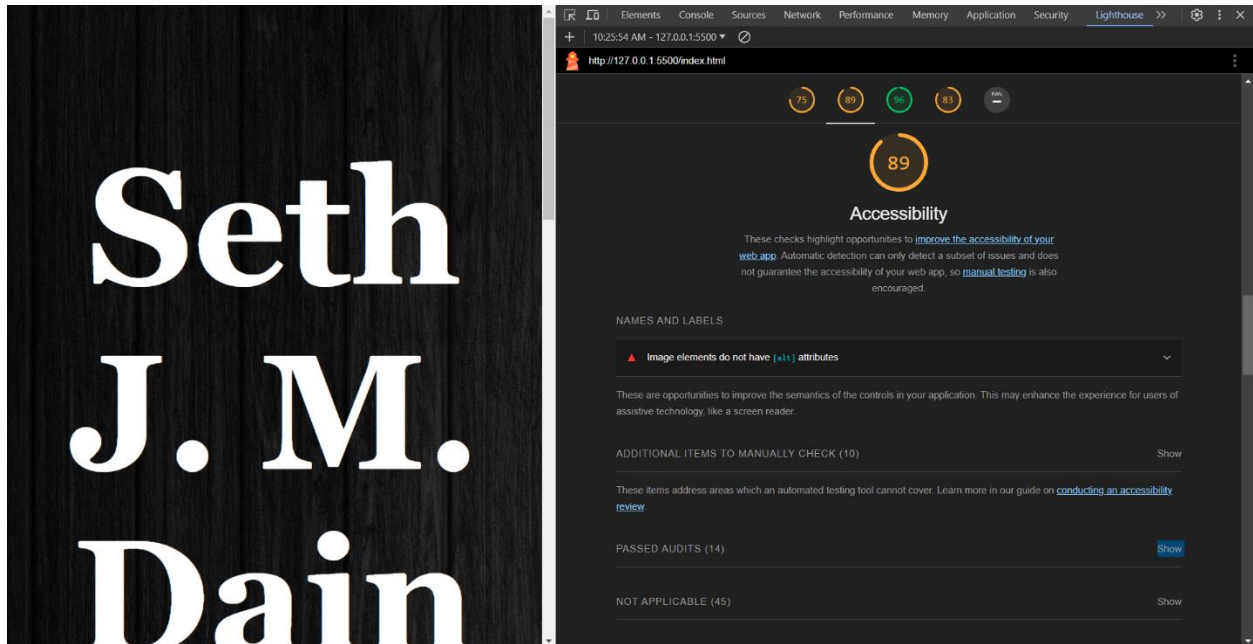 Seth
J. M.
Dain
Elements Console Sources Network Performance Memory Application Security Lighthouse
10:25:54 AM - 127.0.0.1:5500
http://127.0.0.1:5500/index.html
75 89 96 83 PWA
89
Accessibility
These checks highlight opportunities to improve the accessibility of your
web app. Automatic detection can only detect a subset of issues and does
not guarantee the accessibility of your web app, so manual testing is also
encouraged.
NAMES AND LABELS
Image elements do not have [alt] attributes
These are opportunities to improve the semantics of the controls in your application. This may enhance the experience for users of
assistive technology, like a screen reader.
ADDITIONAL ITEMS TO MANUALLY CHECK (10) Show
These items address areas which an automated testing tool cannot cover. Learn more in our guide on conducting an accessibility
review.
PASSED AUDITS (14) Show
NOT APPLICABLE (45) Show